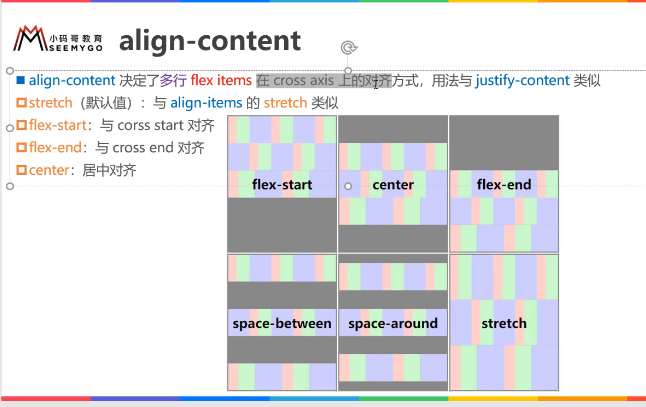 小码哥教育
SEEMYGO
align-content
align-content 决定了多行 flex items 在 cross axis 上的对齐方式，用法与 justify-content 类似
stretch（默认值）：与 align-items 的 stretch 类似
flex-start：与 corss start 对齐
flex-end：与 cross end 对齐
center：居中对齐
flex-start center flex-end
space-between space-around stretch